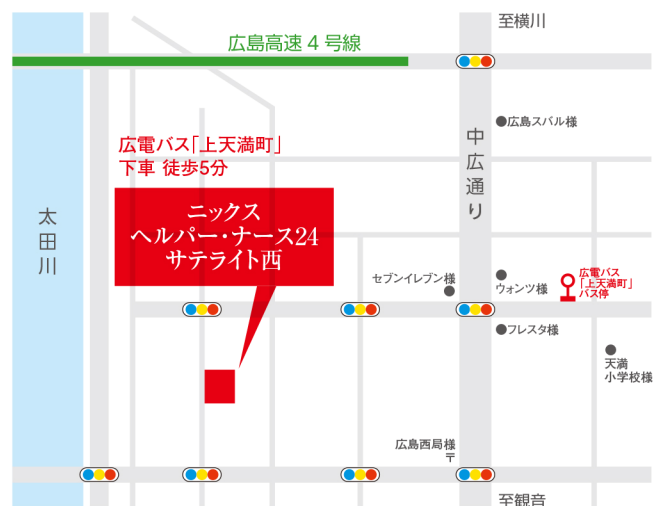 至横川
広島高速4号線
広島スバル様
広電バス「上天満町」
下車 徒歩5分
中広通り
ニックス
ヘルパー・ナース24
サテライト西
太田川
セブンイレブン様
ウォンツ様
広電バス
「上天満町」
バス停
フレスタ様
天満
小学校様
広島西局様
〒
至観音